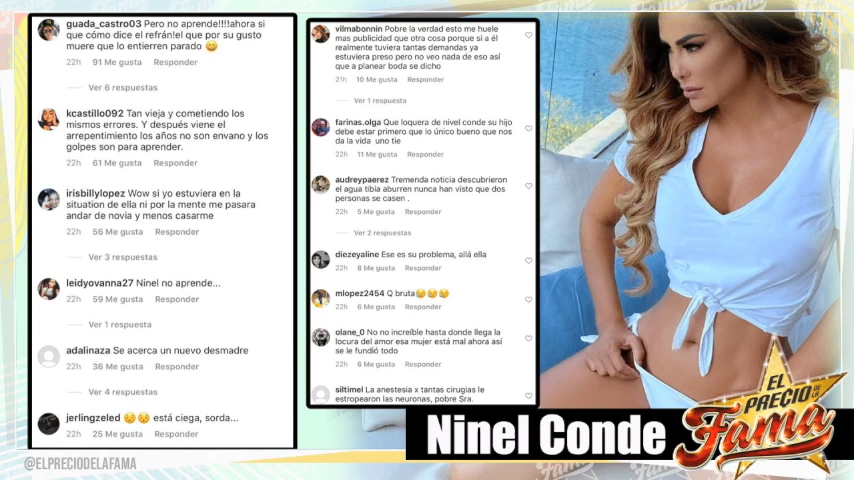 guada_castro03 Pero no aprende!!!!ahora si
que cómo dice el refrán!el que por su gusto
muere que lo entierren parado 😄
22h 91 Me gusta Responder
Ver 6 respuestas
kcastillo092 Tan vieja y cometiendo los
mismos errores. Y después viene el
arrepentimiento los años no son envano y los
golpes son para aprender.
22h 61 Me gusta Responder
irisbillylopez Wow si yo estuviera en la
situation de ella ni por la mente me pasara
andar de novia y menos casarme
22h 56 Me gusta Responder
Ver 3 respuestas
leidyovanna27 Ninel no aprende...
22h 59 Me gusta Responder
Ver 1 respuesta
adalinaza Se acerca un nuevo desmadre
22h 36 Me gusta Responder
Ver 4 respuestas
jerlingzeled 😟😟 está ciega, sorda...
22h 25 Me gusta Responder
vilmabonnin Pobre la verdad esto me huele
mas publicidad que otra cosa porque si a él
realmente tuviera tantas demandas ya
estuviera preso pero no veo nada de eso así
que a planear boda se dicho
21h 10 Me gusta Responder
Ver 1 respuesta
farinas.olga Que loquera de nivel conde su hijo
debe estar primero que lo único bueno que nos
da la vida uno tie
22h 11 Me gusta Responder
audreypaerez Tremenda noticia descubrieron
el agua tibia aburren nunca han visto que dos
personas se casen .
22h 5 Me gusta Responder
Ver 2 respuestas
diezeyaline Ese es su problema, allá ella
22h 8 Me gusta Responder
mlopez2454 Q bruta😢😢😢
22h 6 Me gusta Responder
olane_0 No no increíble hasta donde llega la
locura del amor esa mujer está mal ahora así
se le fundió todo
22h 6 Me gusta Responder
siltimel La anestesia x tantas cirugias le
estropearon las neuronas, pobre Sra.
Ninel Conde
EL
PRECIO
DE LA
Fama
@ELPRECIODELAFAMA